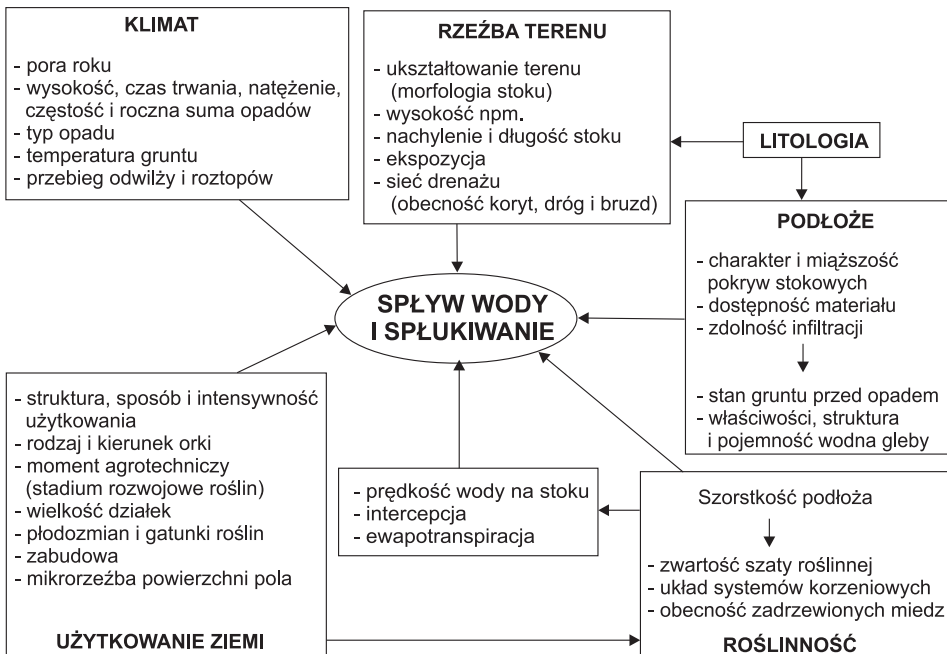 KLIMAT
- pora roku
- wysokość, czas trwania, natężenie,
częstość i roczna suma opadów
- typ opadu
- temperatura gruntu
- przebieg odwilży i roztopów
RZEŹBA TERENU
- ukształtowanie terenu
(morfologia stoku)
- wysokość npm.
- nachylenie i długość stoku
- ekspozycja
- sieć drenażu
(obecność koryt, dróg i bruzd)
LITOLOGIA
PODŁOŻE
- charakter i miąższość
pokryw stokowych
- dostępność materiału
- zdolność infiltracji
- stan gruntu przed opadem
- właściwości, struktura
i pojemność wodna gleby
SPŁYW WODY
I SPŁUKIWANIE
- struktura, sposób i intensywność
użytkowania
- rodzaj i kierunek orki
- moment agrotechniczy
(stadium rozwojowe roślin)
- wielkość działek
- płodozmian i gatunki roślin
- zabudowa
- mikrorzeźba powierzchni pola
UŻYTKOWANIE ZIEMI
- prędkość wody na stoku
- intercepcja
- ewapotranspiracja
Szorstkość podłoża
- zwartość szaty roślinnej
- układ systemów korzeniowych
- obecność zadrzewionych miedz
ROŚLINNOŚĆ